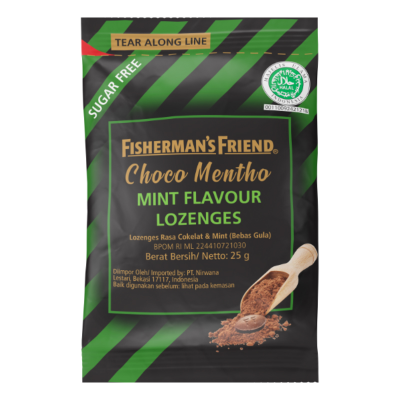 TEAR ALONG LINE
SUGAR FREE
HALAL
INDONESIA
FISHERMAN'S FRIEND®
Choco Mentho
MINT FLAVOUR
LOZENGES
Lozenges Rasa Cokelat & Mint (Bebas Gula)
BPOM RI ML 224410721030
Berat Bersih/ Netto: 25 g
Diimpor Oleh/ Imported by: PT. Nirwana
Lestari, Bekasi 17117, Indonesia
Baik digunakan sebelum: lihat pada kemasan